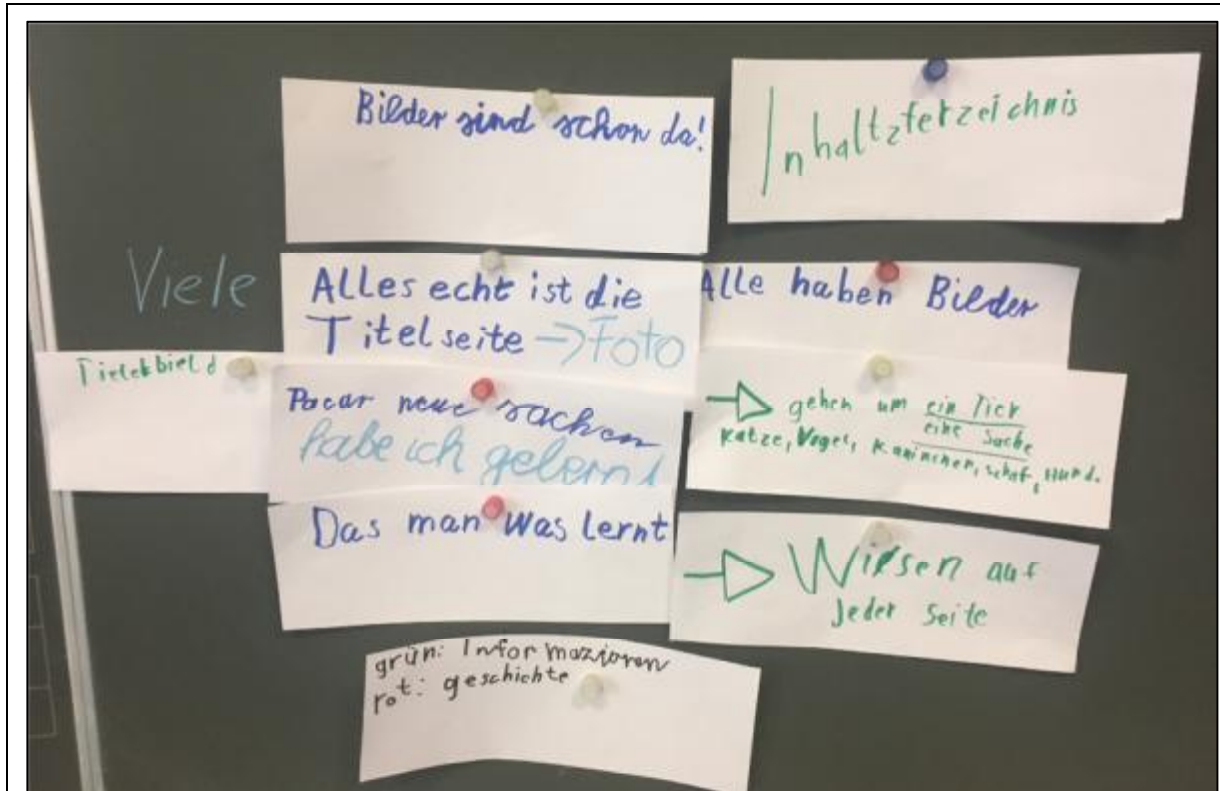 Bilder sind schon da!
Inhaltzferzeichnis
Viele
Alles echt ist die
Titelseite → Foto
Alle haben Bilder
Pacar neue sachen
habe ich gelernt
→ gehen um ein Tier
eine Sache
Katze, Vogel, Kaninchen, schaf, Hund.
Das man was lernt
→ Wissen auf
Jeder Seite
grün: Informazionen
rot: geschichte